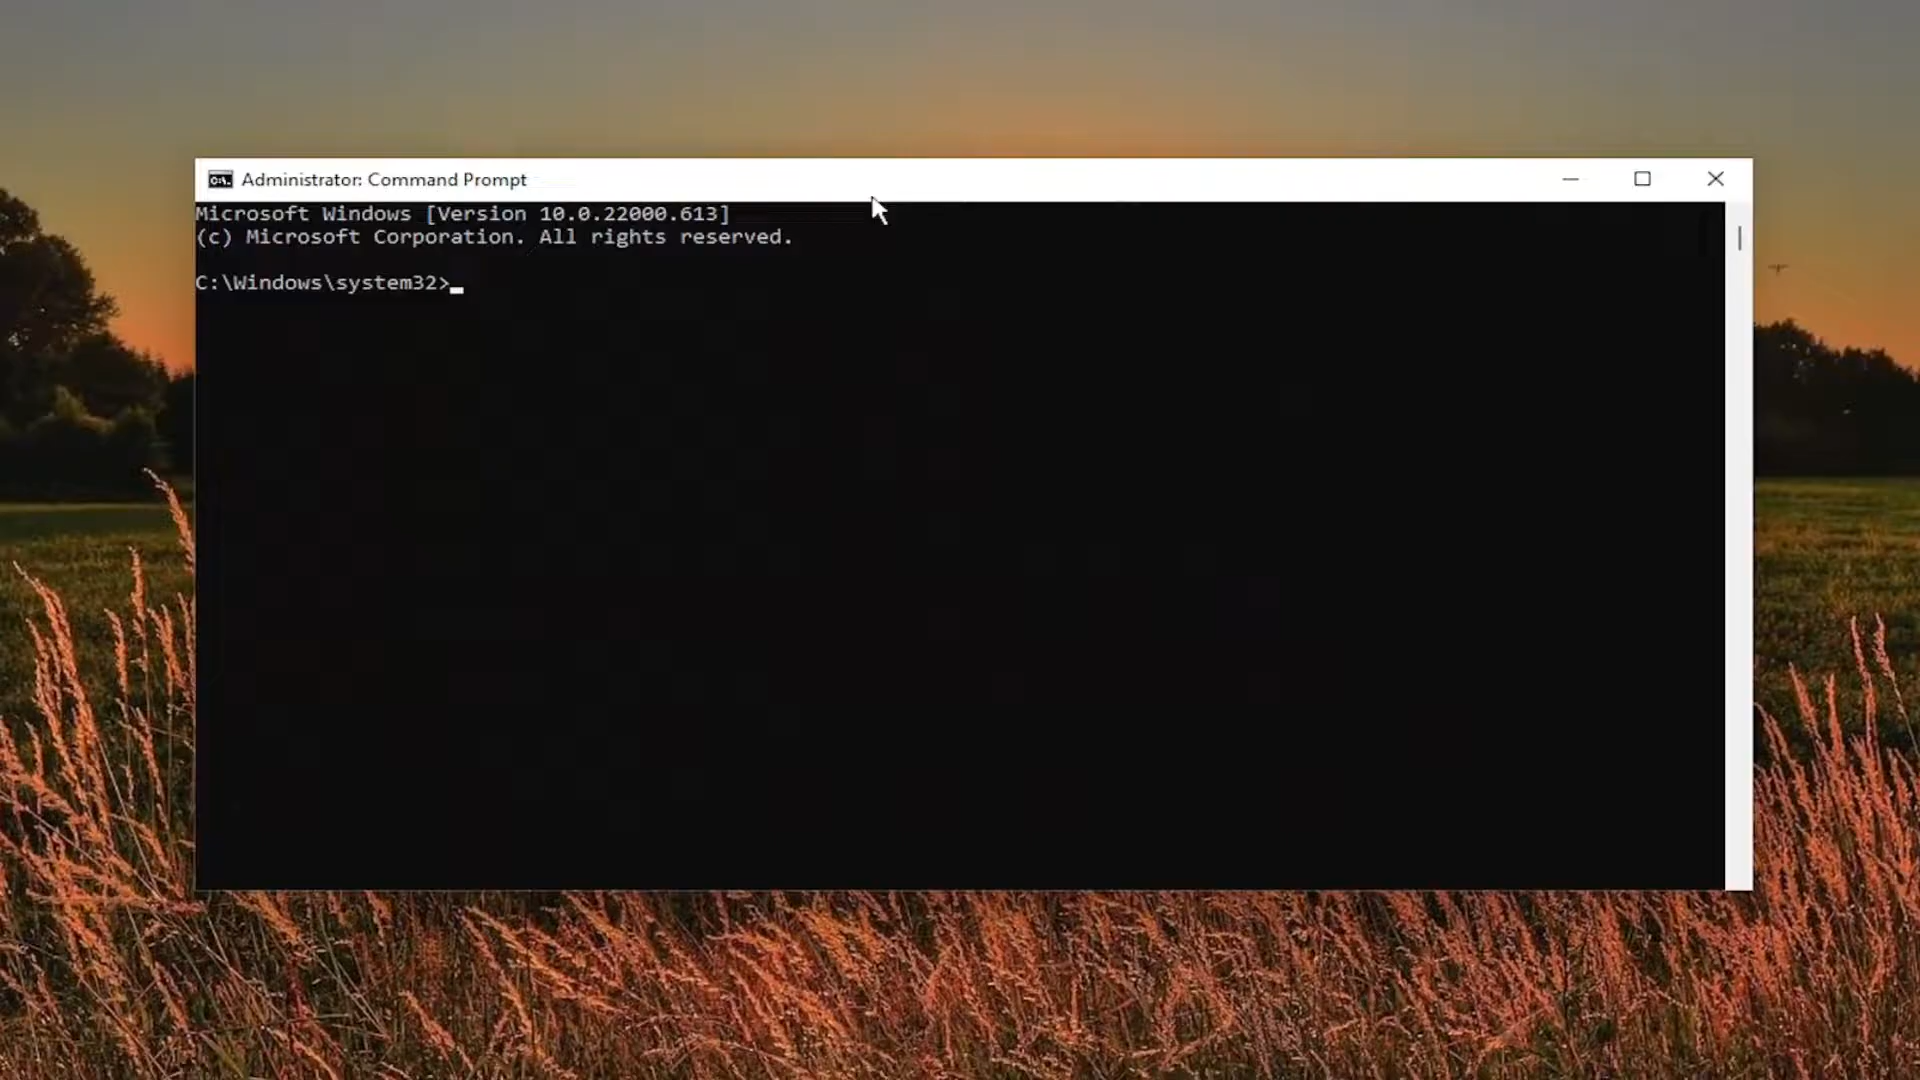 Administrator: Command Prompt
Microsoft Windows [Version 10.0.22000.613]
(c) Microsoft Corporation. All rights reserved.
C:\Windows\system32>